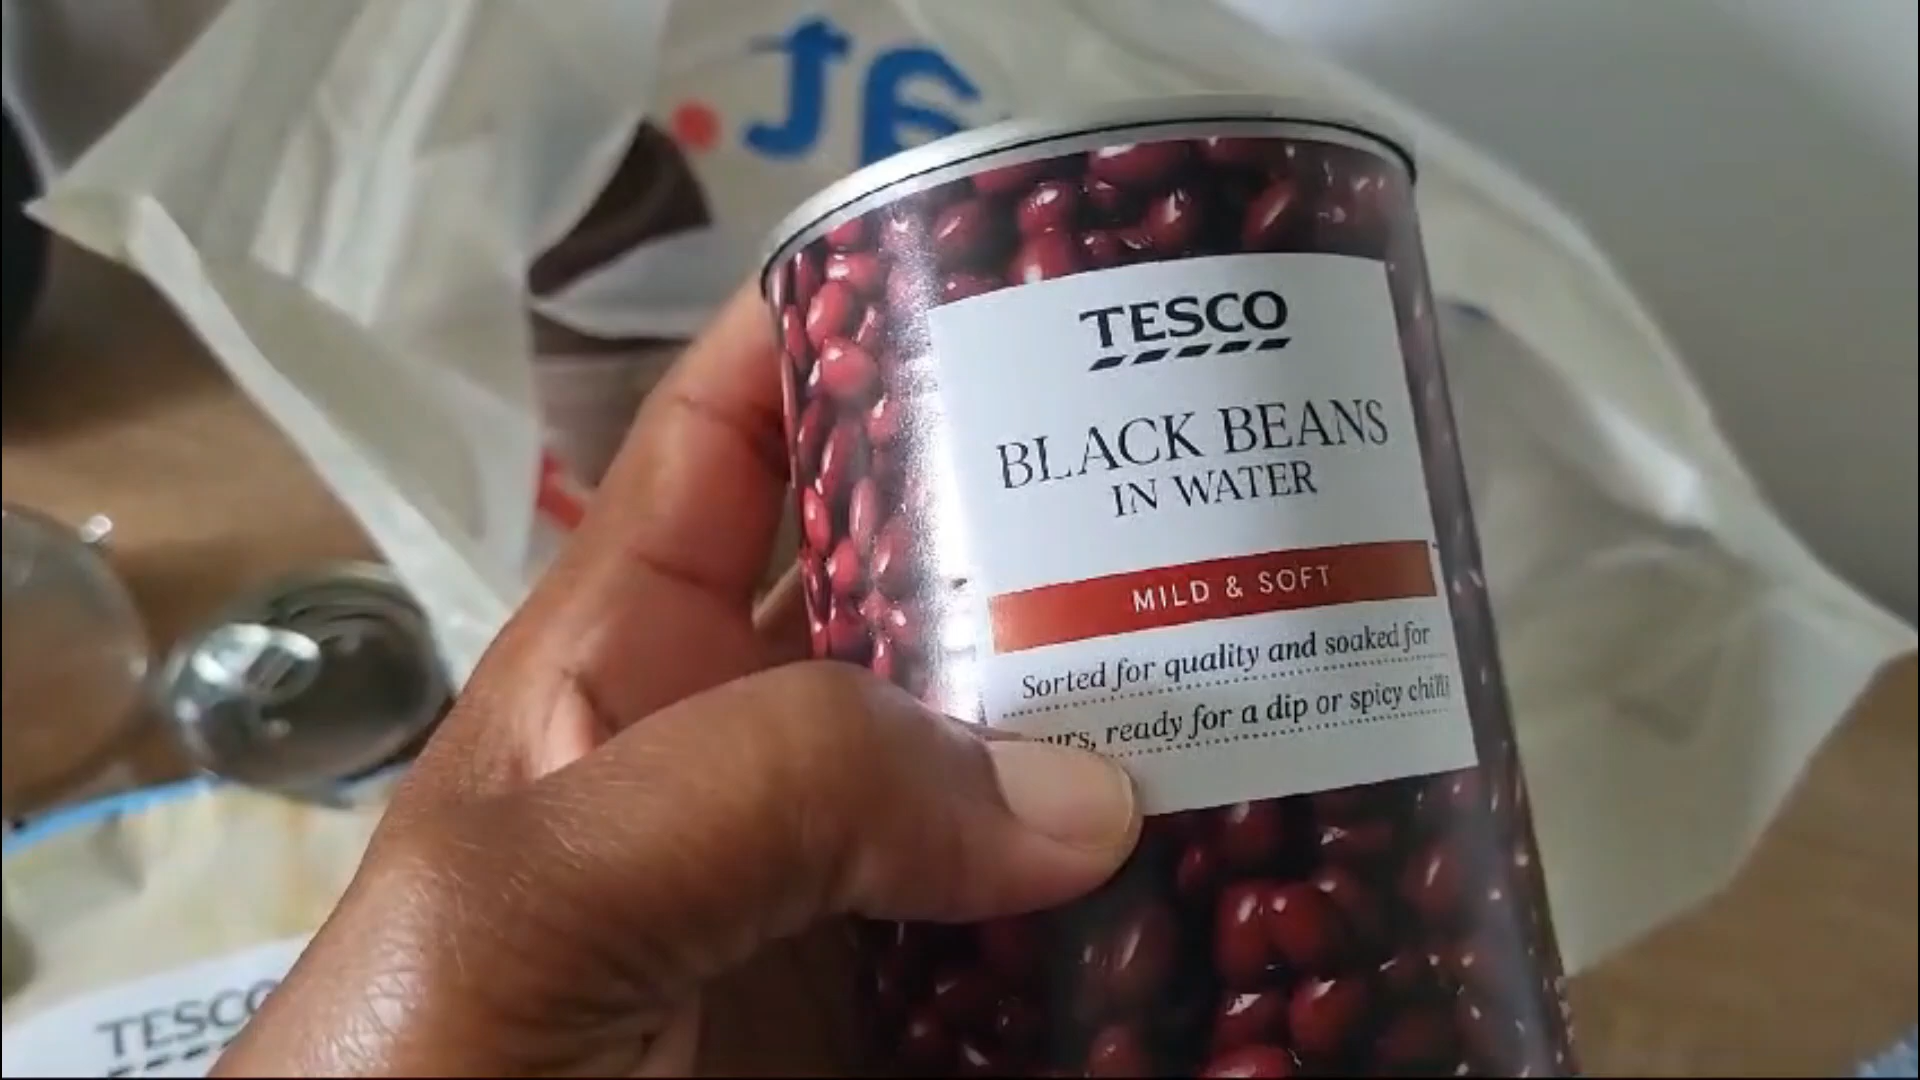 at.
TESCO
BLACK BEANS
IN WATER
MILD & SOFT
Sorted for quality and soaked for
ready for a dip or spicy chilli
TESCO